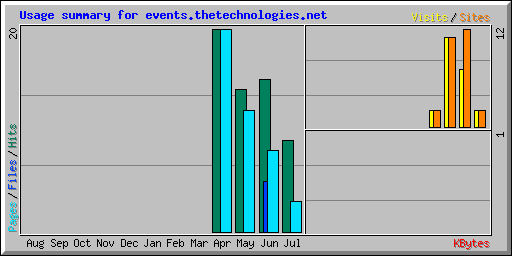 Usage summary for events.thetechnologies.net
Visits/Sites
20
12
Pages/Files/Hits
1
Aug Sep Oct Nov Dec Jan Feb Mar Apr May Jun Jul
KBytes